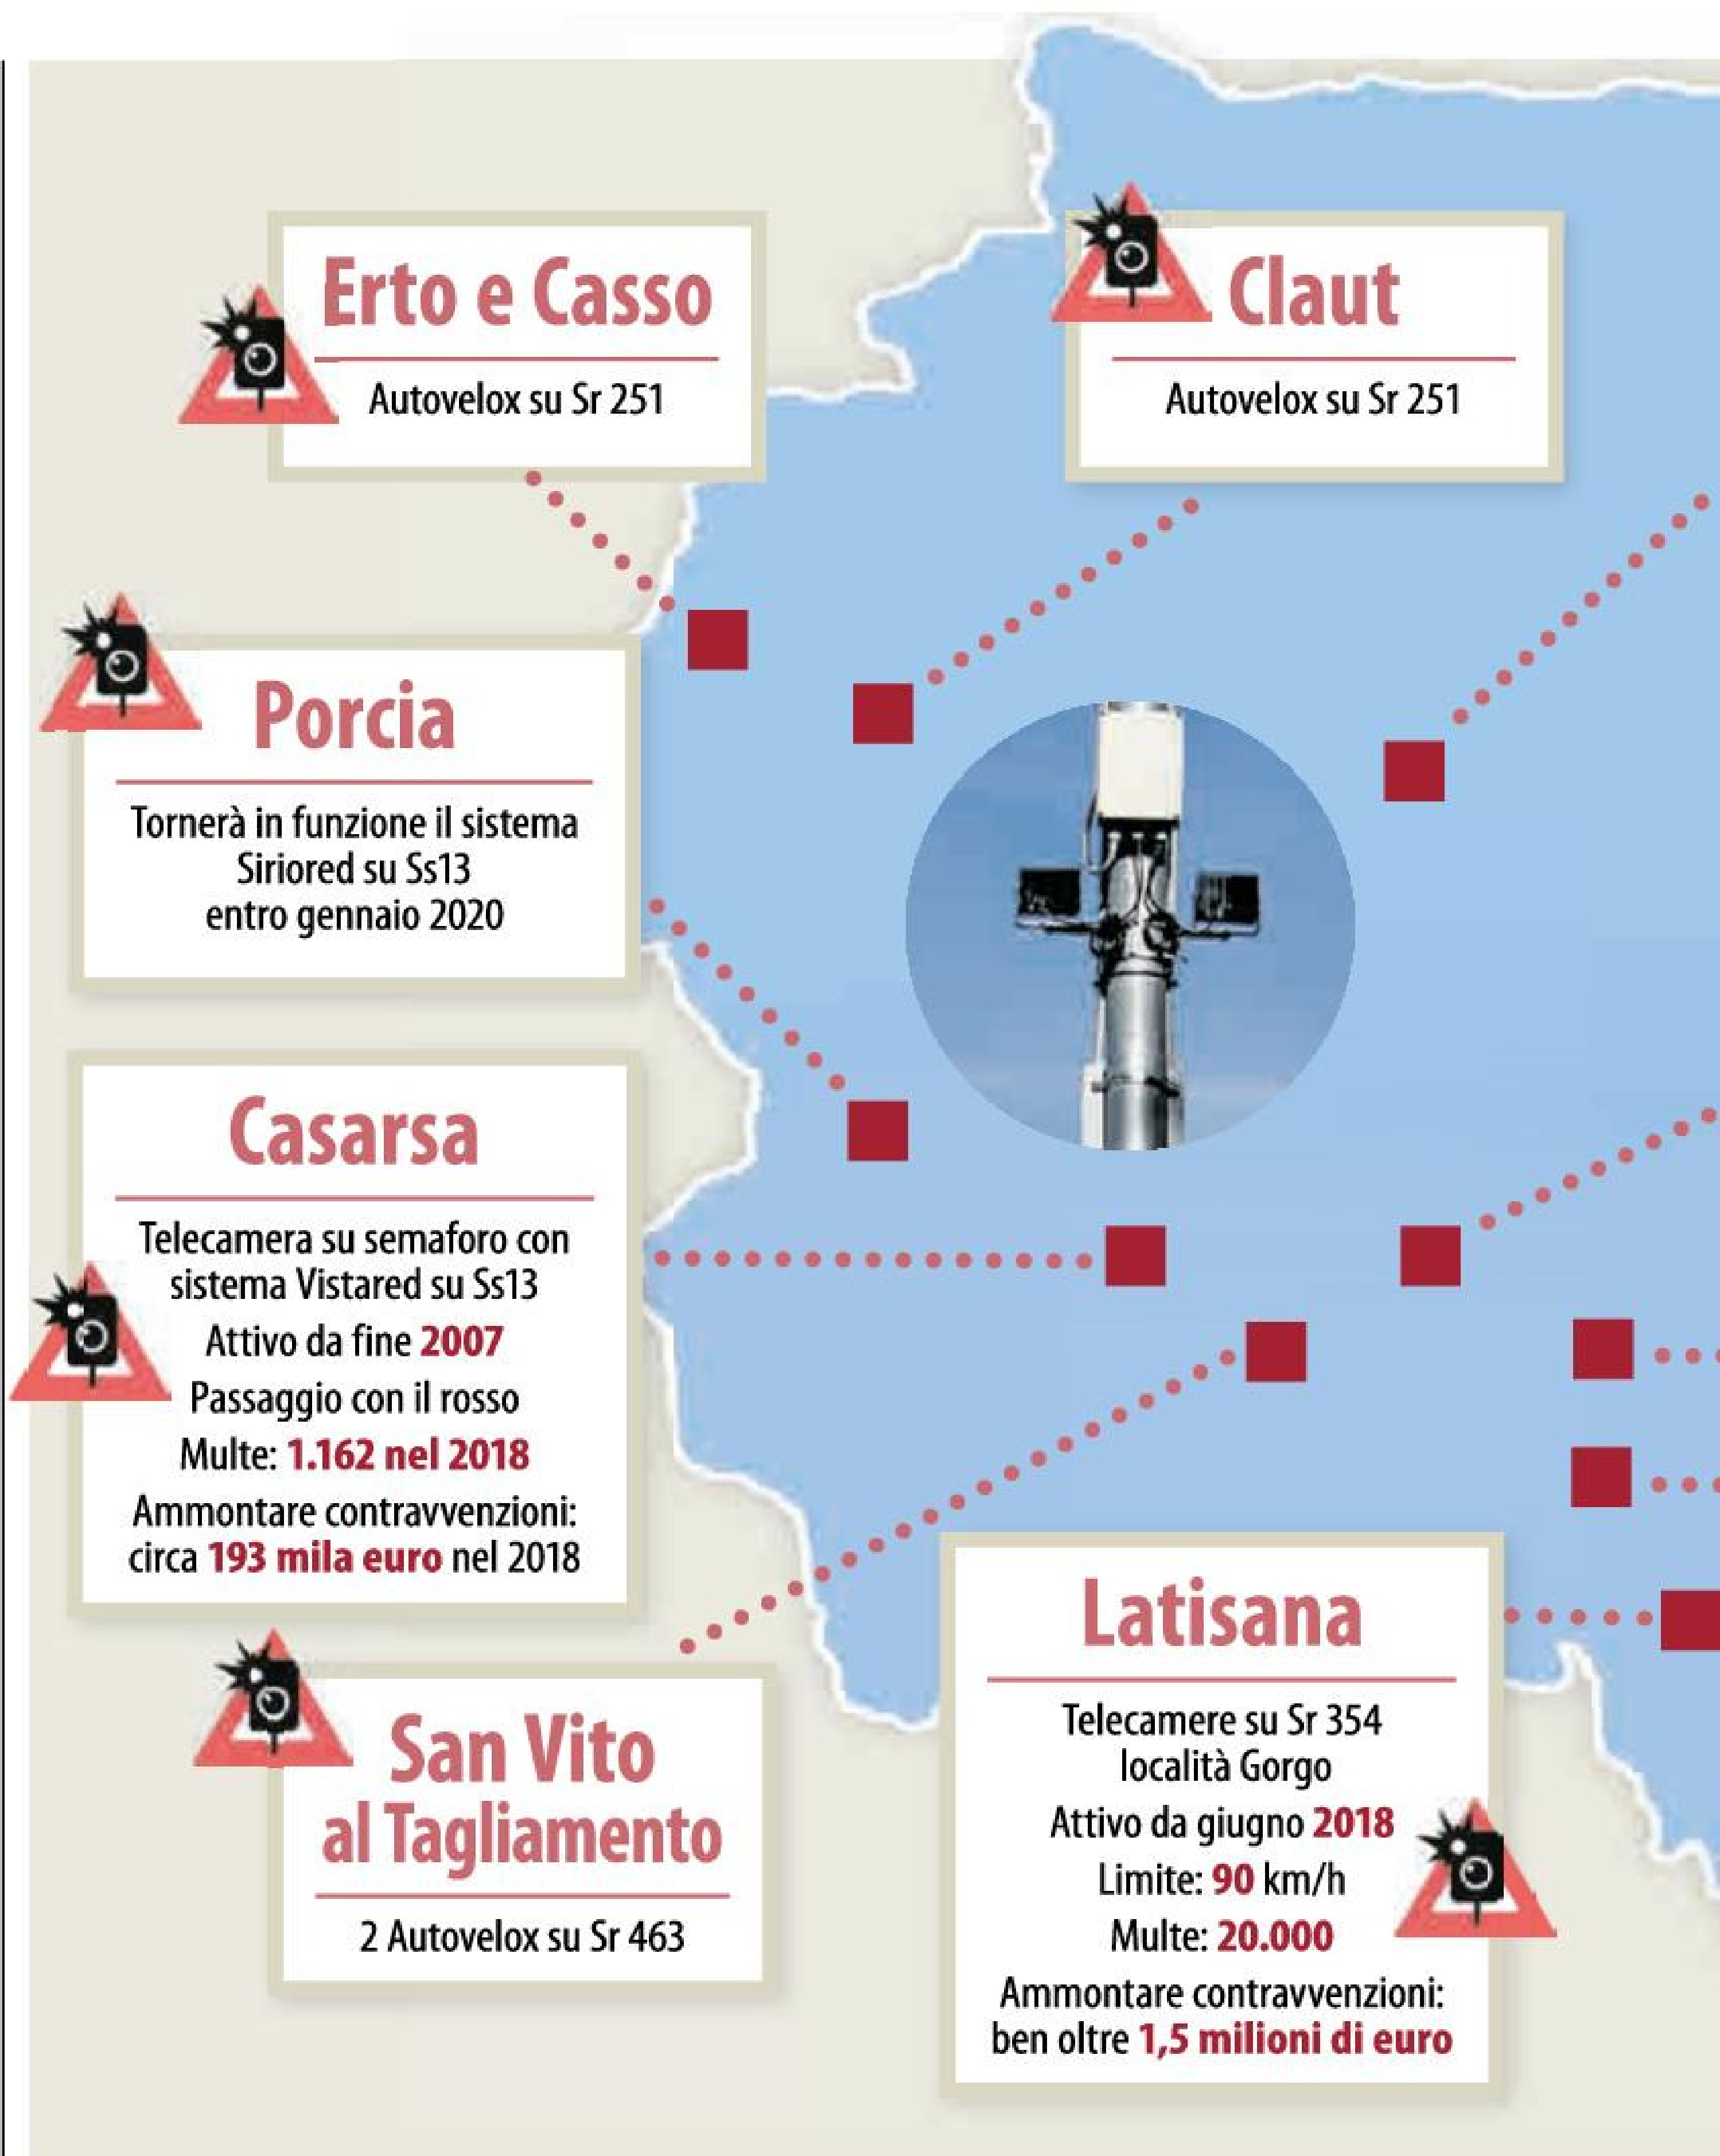 Erto e Casso
Autovelox su Sr 251
Claut
Autovelox su Sr 251
Porcia
Tornerà in funzione il sistema
Siriored su Ss13
entro gennaio 2020
Casarsa
Telecamera su semaforo con
sistema Vistared su Ss13
Attivo da fine 2007
Passaggio con il rosso
Multe: 1.162 nel 2018
Ammontare contravvenzioni:
circa 193 mila euro nel 2018
San Vito
al Tagliamento
2 Autovelox su Sr 463
Latisana
Telecamere su Sr 354
località Gorgo
Attivo da giugno 2018
Limite: 90 km/h
Multe: 20.000
Ammontare contravvenzioni:
ben oltre 1,5 milioni di euro